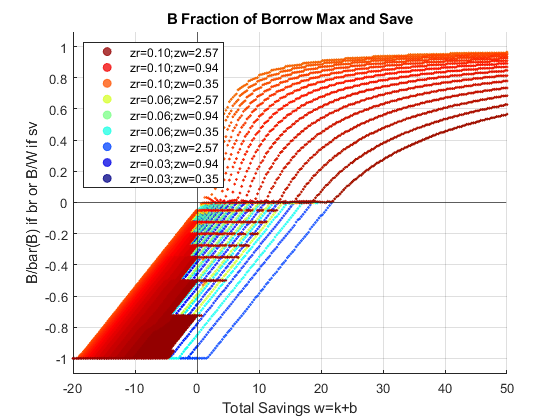 B Fraction of Borrow Max and Save
1
0.8
0.6
0.4
0.2
0
-0.2
-0.4
-0.6
-0.8
-1
B/bar(B) if br or B/W if sv
zr=0.10;zw=2.57
zr=0.10;zw=0.94
zr=0.10;zw=0.35
zr=0.06;zw=2.57
zr=0.06;zw=0.94
zr=0.06;zw=0.35
zr=0.03;zw=2.57
zr=0.03;zw=0.94
zr=0.03;zw=0.35
-20 -10 0 10 20 30 40 50
Total Savings w=k+b